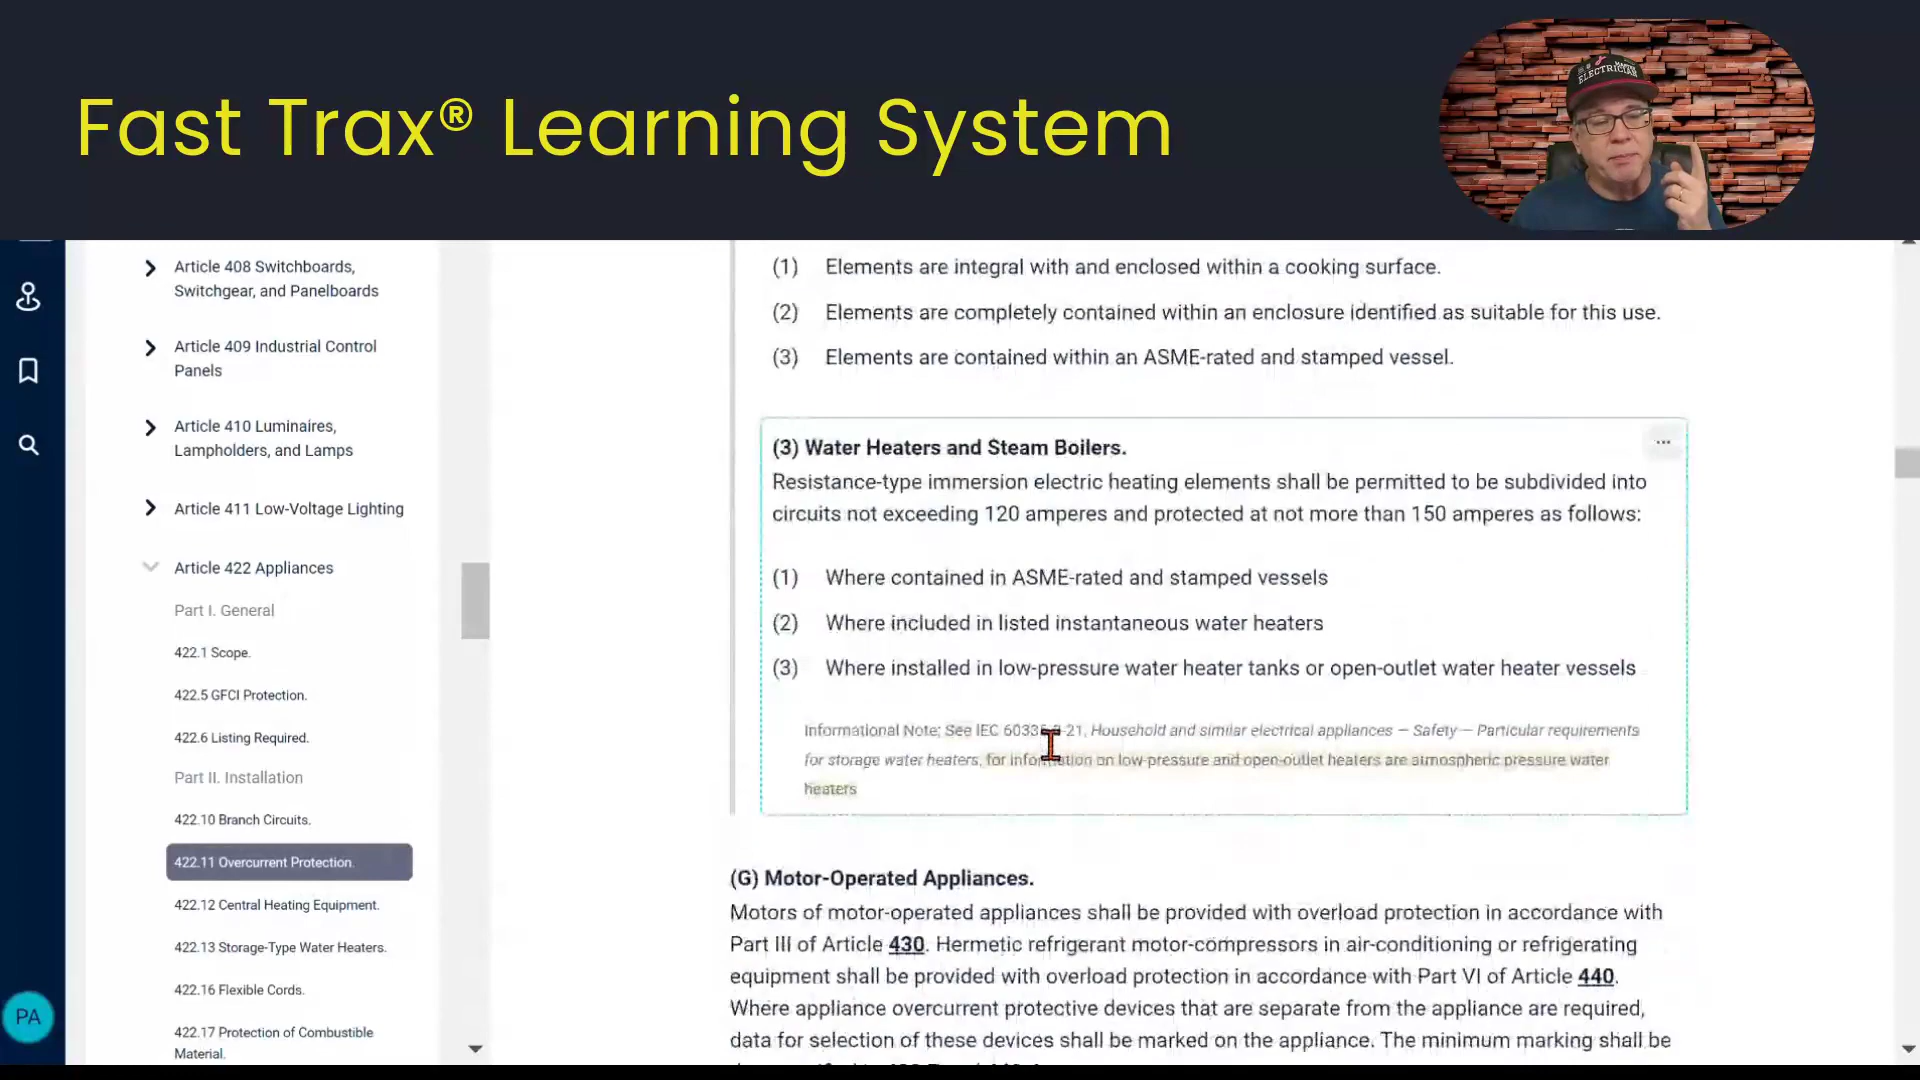 Fast Trax® Learning System
ELECTRICIAN
Article 408 Switchboards,
Switchgear, and Panelboards
Article 409 Industrial Control
Panels
Article 410 Luminaires,
Lampholders, and Lamps
Article 411 Low-Voltage Lighting
Article 422 Appliances
Part I. General
422.1 Scope.
422.5 GFCI Protection.
422.6 Listing Required.
Part II. Installation
422.10 Branch Circuits.
422.11 Overcurrent Protection.
422.12 Central Heating Equipment.
422.13 Storage-Type Water Heaters.
422.16 Flexible Cords.
422.17 Protection of Combustible
Material.
PA
(1) Elements are integral with and enclosed within a cooking surface.
(2) Elements are completely contained within an enclosure identified as suitable for this use.
(3) Elements are contained within an ASME-rated and stamped vessel.
(3) Water Heaters and Steam Boilers.
Resistance-type immersion electric heating elements shall be permitted to be subdivided into
circuits not exceeding 120 amperes and protected at not more than 150 amperes as follows:
(1) Where contained in ASME-rated and stamped vessels
(2) Where included in listed instantaneous water heaters
(3) Where installed in low-pressure water heater tanks or open-outlet water heater vessels
Informational Note: See IEC Household and similar electrical appliances — Safety — Particular requirements
for storage water heaters, for information on low-pressure and open-outlet heaters are atmospheric pressure water
heaters
(G) Motor-Operated Appliances.
Motors of motor-operated appliances shall be provided with overload protection in accordance with
Part III of Article 430. Hermetic refrigerant motor-compressors in air-conditioning or refrigerating
equipment shall be provided with overload protection in accordance with Part VI of Article 440.
Where appliance overcurrent protective devices that are separate from the appliance are required,
data for selection of these devices shall be marked on the appliance. The minimum marking shall be